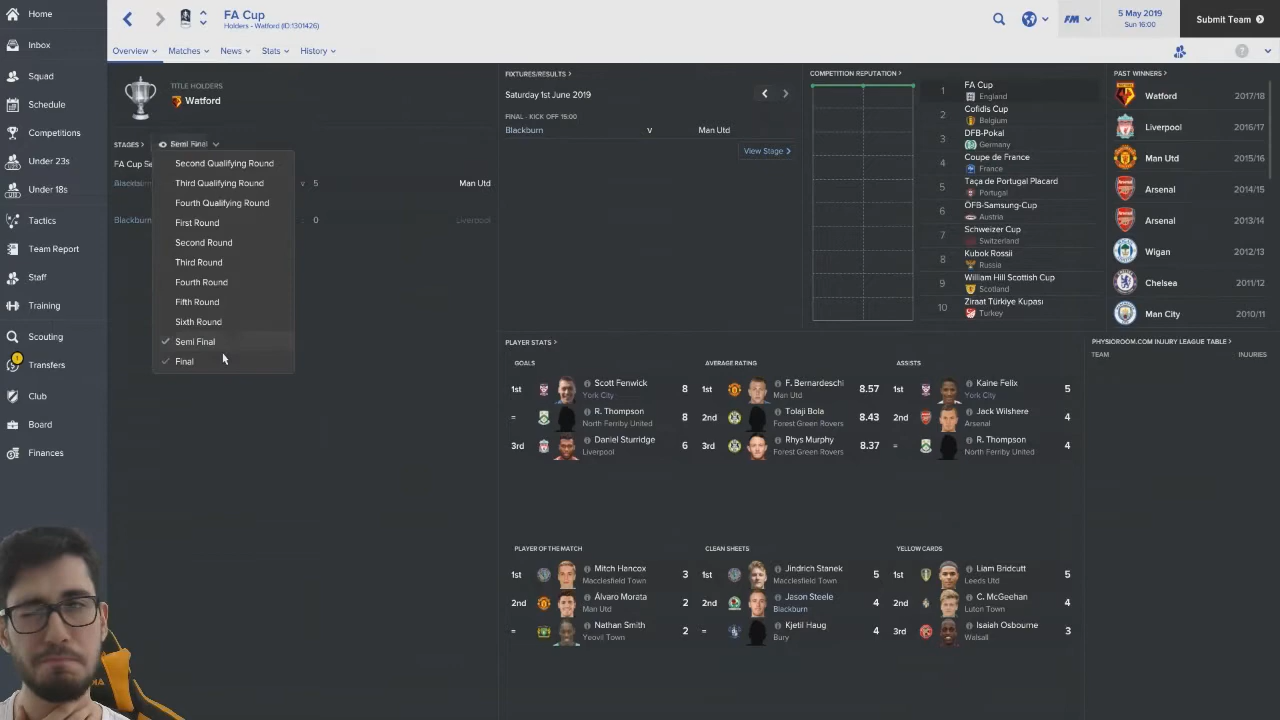 Home
Inbox
Squad
Schedule
Competitions
Under 23s
Under 18s
Tactics
Team Report
Staff
Training
Scouting
Transfers
Club
Board
Finances
FA Cup
Holders - Watford (ID:1301426)
FM
5 May 2019
Sun 16:00
Submit Team
Overview
Matches
News
Stats
History
TITLE HOLDERS
Watford
STAGES >
Semi Final
FA Cup Se
v 5 Man Utd
Blackburn : 0 Liverpool
Second Qualifying Round
Third Qualifying Round
Fourth Qualifying Round
First Round
Second Round
Third Round
Fourth Round
Fifth Round
Sixth Round
Semi Final
Final
FIXTURES/RESULTS >
Saturday 1st June 2019
FINAL - KICK OFF 15:00
Blackburn v Man Utd
View Stage >
COMPETITION REPUTATION >
1 FA Cup
England
2 Cofidis Cup
Belgium
3 DFB-Pokal
Germany
4 Coupe de France
France
5 Taça de Portugal Placard
Portugal
6 ÖFB-Samsung-Cup
Austria
7 Schweizer Cup
Switzerland
8 Kubok Rossii
Russia
9 William Hill Scottish Cup
Scotland
10 Ziraat Türkiye Kupası
Turkey
PAST WINNERS >
Watford 2017/18
Liverpool 2016/17
Man Utd 2015/16
Arsenal 2014/15
Arsenal 2013/14
Wigan 2012/13
Chelsea 2011/12
Man City 2010/11
PLAYER STATS >
GOALS
1st Scott Fenwick 8
York City
= R. Thompson 8
North Ferriby United
3rd Daniel Sturridge 6
Liverpool
AVERAGE RATING
1st F. Bernardeschi 8.57
Man Utd
2nd Tolaji Bola 8.43
Forest Green Rovers
3rd Rhys Murphy 8.37
Forest Green Rovers
ASSISTS
1st Kaine Felix 5
York City
2nd Jack Wilshere 4
Arsenal
= R. Thompson 4
North Ferriby United
PLAYER OF THE MATCH
1st Mitch Hancox 3
Macclesfield Town
2nd Álvaro Morata 2
Man Utd
= Nathan Smith 2
Yeovil Town
CLEAN SHEETS
1st Jindrich Stanek 5
Macclesfield Town
2nd Jason Steele 4
Blackburn
= Kjetil Haug 4
Bury
YELLOW CARDS
1st Liam Bridcutt 5
Leeds Utd
2nd C. McGeehan 4
Luton Town
3rd Isaiah Osbourne 3
Walsall
PHYSIOROOM.COM INJURY LEAGUE TABLE >
TEAM INJURIES